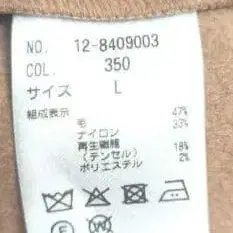 NO. 12-8409003
COL. 350
サイズ L
組成表示
毛 47%
ナイロン 33%
再生繊維
(テンセル) 18%
ポリエステル 2%
Ⓕ Ⓦ